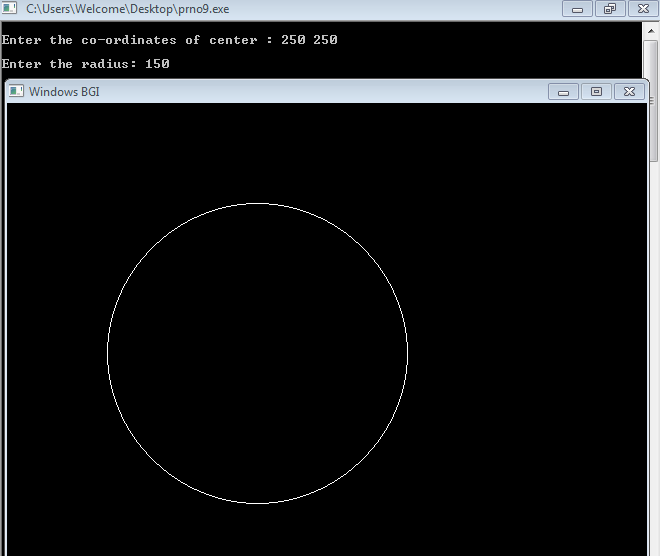 C:\Users\Welcome\Desktop\prno9.exe
Enter the co-ordinates of center : 250 250
Enter the radius: 150
Windows BGI